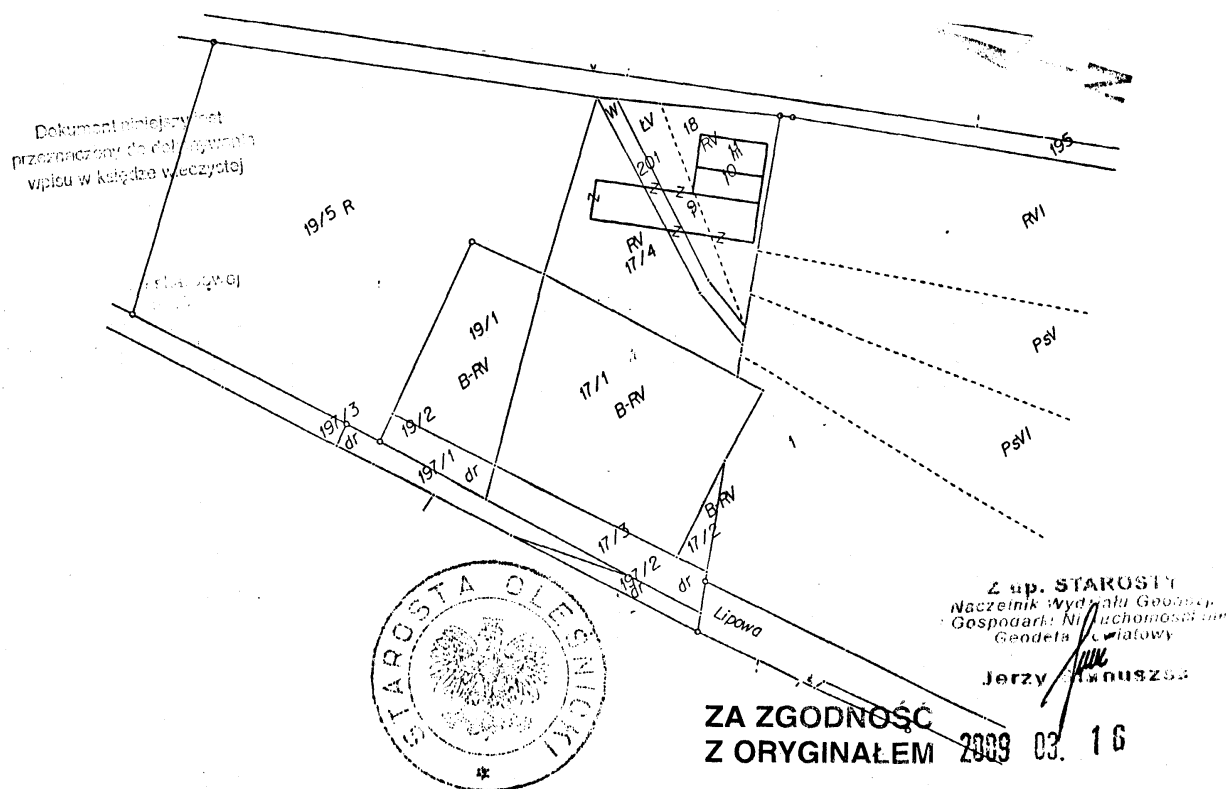 195
Dokument niniejszy jest
przeznaczony do dokonywania
wpisu w księdze wieczystej
W
ŁV
18
RV
11
10
201
N
Z
Z
9
Z
Z
RV
17/4
19/5 R
RVI
PsV
PsVI
1
19/1
B-RV
17/1
B-RV
197/3
dr
19/2
197/1
dr
B-RV
17/2
17/3
197/2
dr
dr
Lipowa
STAROSTA OLEŚNICKI
Z up. STAROSTY
Naczelnik Wydziału
Gospodarki
Geodeta Powiatowy
Jerzy
ZA ZGODNOŚĆ
Z ORYGINAŁEM 2009 03. 16